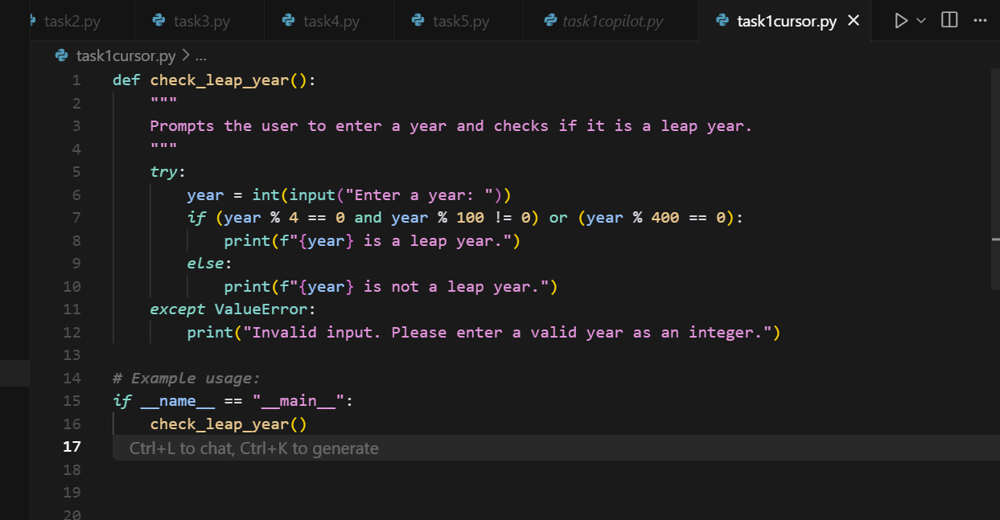 task2.py task3.py task4.py task5.py task1copilot.py task1cursor.py
task1cursor.py > ...
1 def check_leap_year():
2     """
3     Prompts the user to enter a year and checks if it is a leap year.
4     """
5     try:
6         year = int(input("Enter a year: "))
7         if (year % 4 == 0 and year % 100 != 0) or (year % 400 == 0):
8             print(f"{year} is a leap year.")
9         else:
10             print(f"{year} is not a leap year.")
11     except ValueError:
12         print("Invalid input. Please enter a valid year as an integer.")
13
14 # Example usage:
15 if __name__ == "__main__":
16     check_leap_year()
17 Ctrl+L to chat, Ctrl+K to generate
18
19
20